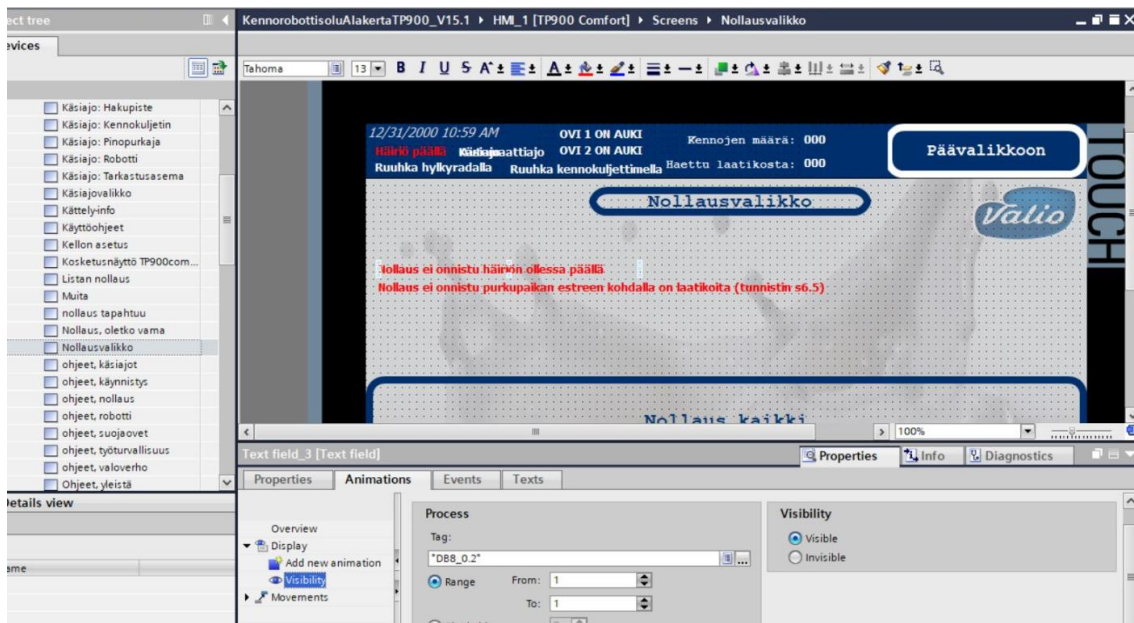 ect tree
KennorobottisoluAlakertaTP900_V15.1 ▸ HMI_1 [TP900 Comfort] ▸ Screens ▸ Nollausvalikko
evices
Tahoma 13 B I U S A
Käsiajo: Hakupiste
Käsiajo: Kennokuljetin
Käsiajo: Pinopurkaja
Käsiajo: Robotti
Käsiajo: Tarkastusasema
Käsiajovalikko
Kättely-info
Käyttöohjeet
Kellon asetus
Kosketusnäyttö TP900com...
Listan nollaus
Muita
nollaus tapahtuu
Nollaus, oletko varma
Nollausvalikko
ohjeet, käsiajot
ohjeet, käynnistys
ohjeet, nollaus
ohjeet, robotti
ohjeet, suojaovet
ohjeet, työturvallisuus
ohjeet, valoverho
Ohjeet, yleistä
Details view
ame
12/31/2000 10:59 AM OVI 1 ON AUKI Kennojen määrä: 000
Häiriö päällä OVI 2 ON AUKI
Ruuhka hylkyradalla Ruuhka kennokuljettimella Haettu laatikosta: 000
Päävalikkoon
TOUCH
Nollausvalikko
Valio
Nollaus ei onnistu häiriön ollessa päällä
Nollaus ei onnistu purkupaikan estreen kohdalla on laatikoita (tunnistin s6.5)
Nollaus kaikki
100%
Text field_3 [Text field]
Properties Info Diagnostics
Properties Animations Events Texts
Overview
Display
Add new animation
Visibility
Movements
Process
Tag:
"DB8_0.2"
Range From: 1
To: 1
Visibility
Visible
Invisible